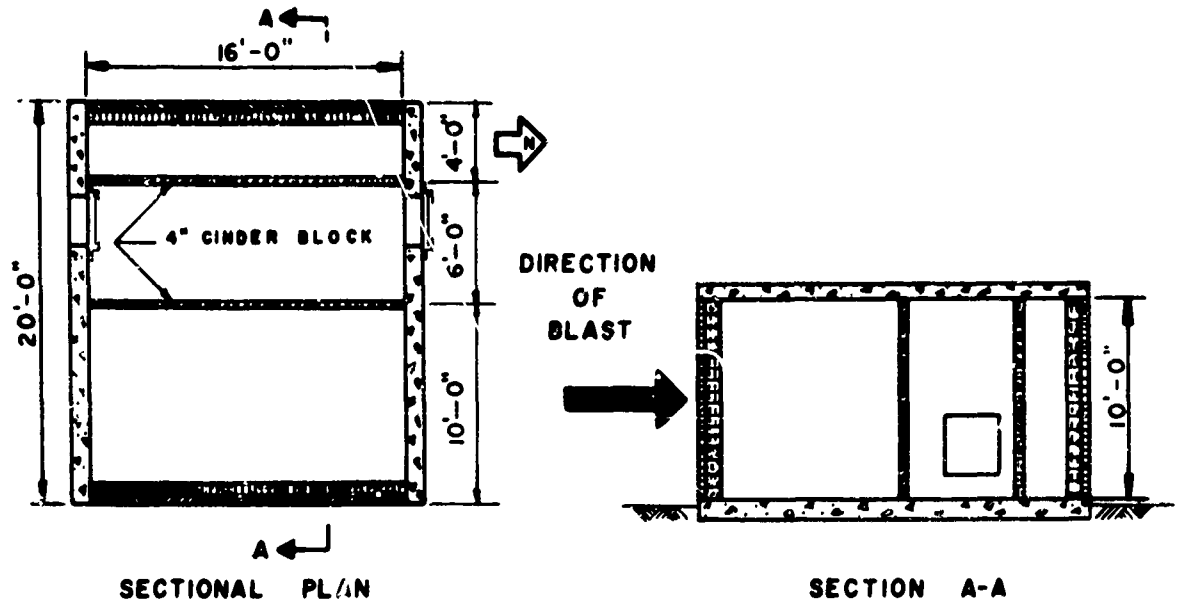 A
16'-0"
4'-0"
N
4" CINDER BLOCK
6'-0"
20'-0"
10'-0"
DIRECTION
OF
BLAST
10'-0"
A
SECTIONAL PLAN
SECTION A-A